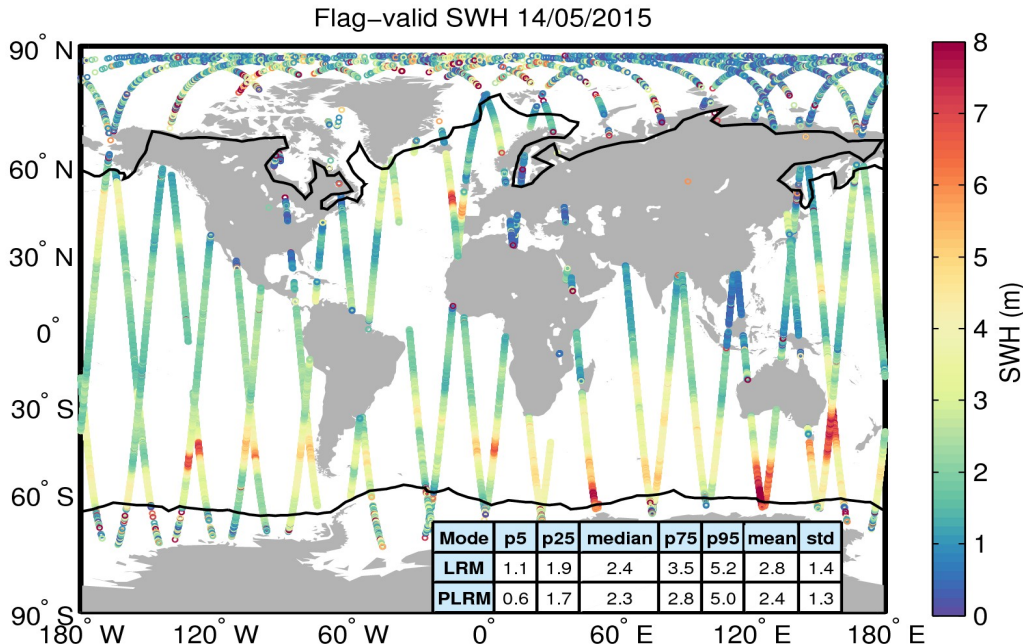 Flag−valid SWH 14/05/2015
90° N
60° N
30° N
0°
30° S
60° S
90° S
180° W
120° W
60° W
0°
60° E
120° E
180° E
8
7
6
5
4
3
2
1
0
SWH (m)
Mode p5 p25 median p75 p95 mean std
LRM 1.1 1.9 2.4 3.5 5.2 2.8 1.4
PLRM 0.6 1.7 2.3 2.8 5.0 2.4 1.3